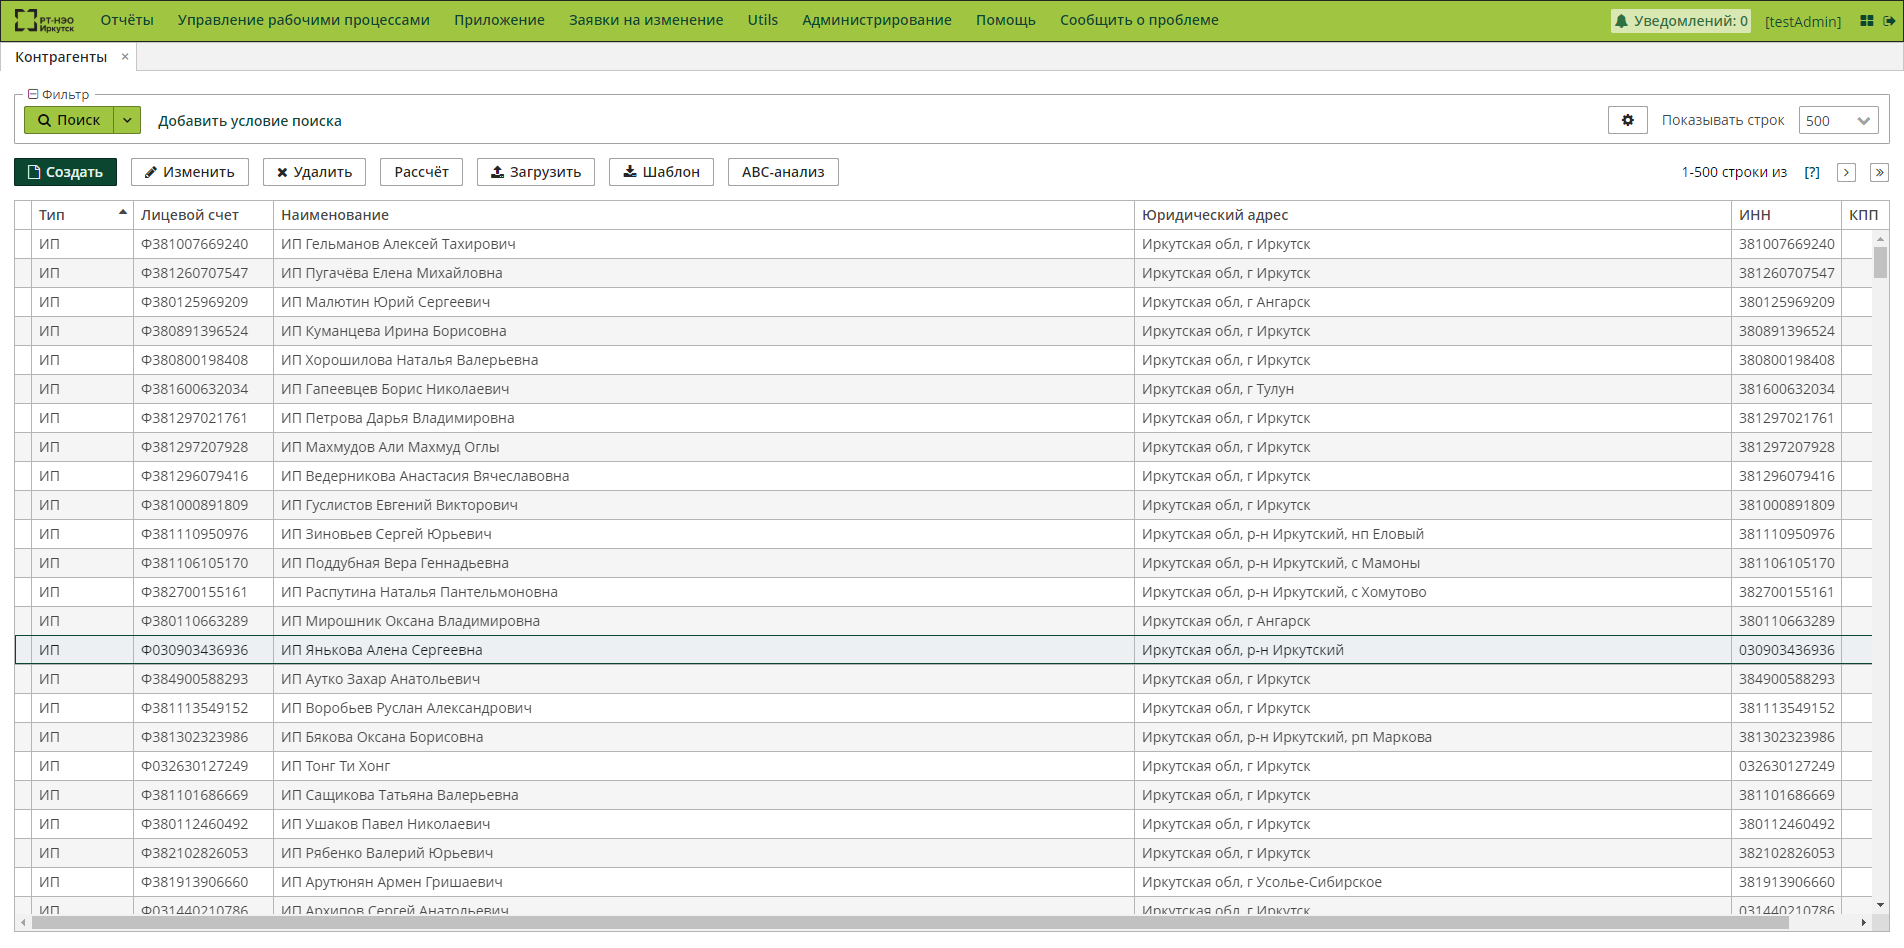 РТ-НЭО Иркутск Отчёты Управление рабочими процессами Приложение Заявки на изменение Utils Администрирование Помощь Сообщить о проблеме Уведомлений: 0 [testAdmin]
Контрагенты ×
Фильтр
Поиск Добавить условие поиска Показывать строк 500
Создать Изменить Удалить Рассчёт Загрузить Шаблон ABC-анализ 1-500 строки из [?]
Тип Лицевой счет Наименование Юридический адрес ИНН КПП
ИП Ф381007669240 ИП Гельманов Алексей Тахирович Иркутская обл, г Иркутск 381007669240
ИП Ф381260707547 ИП Пугачёва Елена Михайловна Иркутская обл, г Иркутск 381260707547
ИП Ф380125969209 ИП Малютин Юрий Сергеевич Иркутская обл, г Ангарск 380125969209
ИП Ф380891396524 ИП Куманцева Ирина Борисовна Иркутская обл, г Иркутск 380891396524
ИП Ф380800198408 ИП Хорошилова Наталья Валерьевна Иркутская обл, г Иркутск 380800198408
ИП Ф381600632034 ИП Гапеевцев Борис Николаевич Иркутская обл, г Тулун 381600632034
ИП Ф381297021761 ИП Петрова Дарья Владимировна Иркутская обл, г Иркутск 381297021761
ИП Ф381297207928 ИП Махмудов Али Махмуд Оглы Иркутская обл, г Иркутск 381297207928
ИП Ф381296079416 ИП Ведерникова Анастасия Вячеславовна Иркутская обл, г Иркутск 381296079416
ИП Ф381000891809 ИП Гуслистов Евгений Викторович Иркутская обл, г Иркутск 381000891809
ИП Ф381110950976 ИП Зиновьев Сергей Юрьевич Иркутская обл, р-н Иркутский, нп Еловый 381110950976
ИП Ф381106105170 ИП Поддубная Вера Геннадьевна Иркутская обл, р-н Иркутский, с Мамоны 381106105170
ИП Ф382700155161 ИП Распутина Наталья Пантельмоновна Иркутская обл, р-н Иркутский, с Хомутово 382700155161
ИП Ф380110663289 ИП Мирошник Оксана Владимировна Иркутская обл, г Ангарск 380110663289
ИП Ф030903436936 ИП Янькова Алена Сергеевна Иркутская обл, р-н Иркутский 030903436936
ИП Ф384900588293 ИП Аутко Захар Анатольевич Иркутская обл, г Иркутск 384900588293
ИП Ф381113549152 ИП Воробьев Руслан Александрович Иркутская обл, г Иркутск 381113549152
ИП Ф381302323986 ИП Бякова Оксана Борисовна Иркутская обл, р-н Иркутский, рп Маркова 381302323986
ИП Ф032630127249 ИП Тонг Ти Хонг Иркутская обл, г Иркутск 032630127249
ИП Ф381101686669 ИП Сащикова Татьяна Валерьевна Иркутская обл, г Иркутск 381101686669
ИП Ф380112460492 ИП Ушаков Павел Николаевич Иркутская обл, г Иркутск 380112460492
ИП Ф382102826053 ИП Рябенко Валерий Юрьевич Иркутская обл, г Иркутск 382102826053
ИП Ф381913906660 ИП Арутюнян Армен Гришаевич Иркутская обл, г Усолье-Сибирское 381913906660
ИП Ф031440210786 ИП Архипов Сергей Анатольевич Иркутская обл, г Иркутск 031440210786